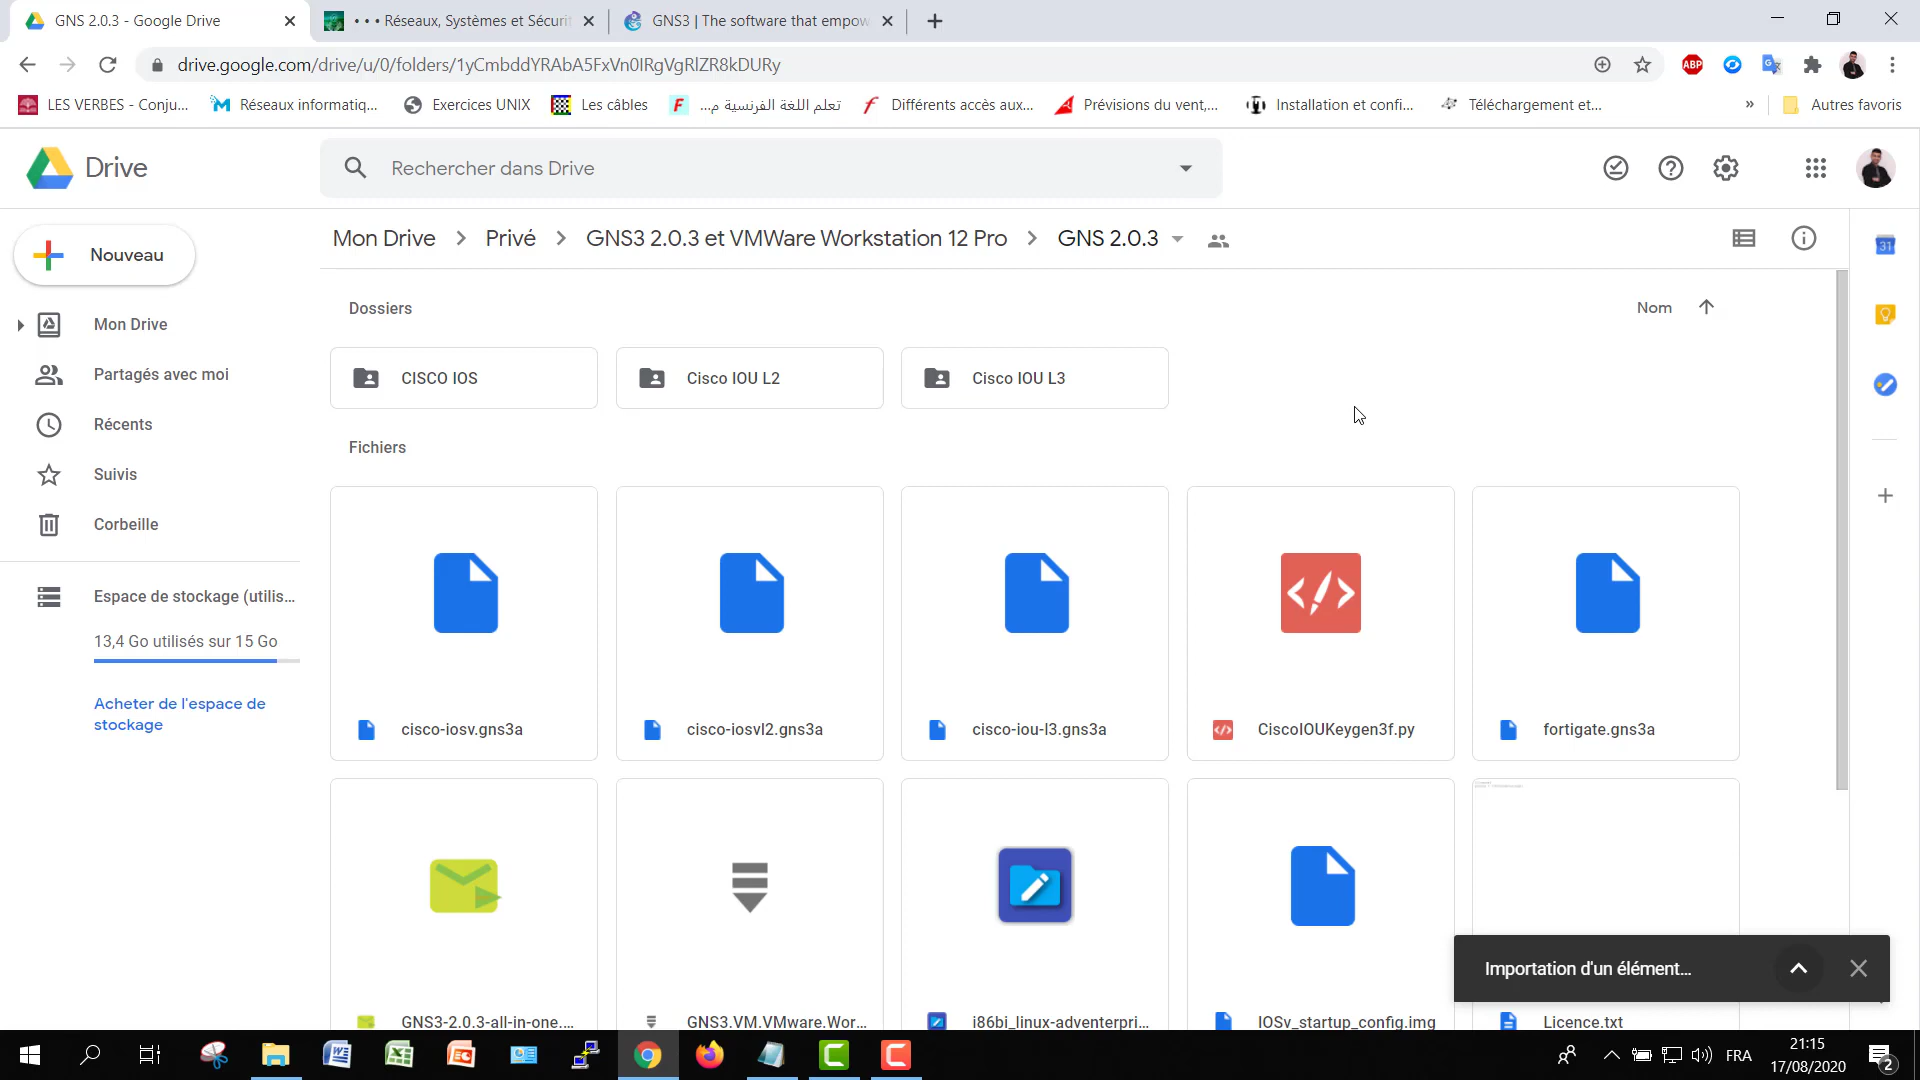 GNS 2.0.3 - Google Drive
• • • Réseaux, Systèmes et Sécuri
GNS3 | The software that empow
drive.google.com/drive/u/0/folders/1yCmbddYRAbA5FxVn0IRgVgRlZR8kDURy
ABP
LES VERBES - Conju...
Réseaux informatiq...
Exercices UNIX
Les câbles
تعلم اللغة الفرنسية م...
Différents accès aux...
Prévisions du vent,...
Installation et confi...
Téléchargement et...
»
Autres favoris
Drive
Rechercher dans Drive
Nouveau
Mon Drive > Privé > GNS3 2.0.3 et VMWare Workstation 12 Pro > GNS 2.0.3
31
Mon Drive
Partagés avec moi
Récents
Suivis
Corbeille
Espace de stockage (utilis...
13,4 Go utilisés sur 15 Go
Acheter de l'espace de
stockage
Dossiers
Nom
CISCO IOS
Cisco IOU L2
Cisco IOU L3
Fichiers
cisco-iosv.gns3a
cisco-iosvl2.gns3a
cisco-iou-l3.gns3a
CiscoIOUKeygen3f.py
fortigate.gns3a
GNS3-2.0.3-all-in-one....
GNS3.VM.VMware.Wor...
i86bi_linux-adventerpri...
IOSv_startup_config.img
Licence.txt
Importation d'un élément...
FRA
21:15
17/08/2020
2